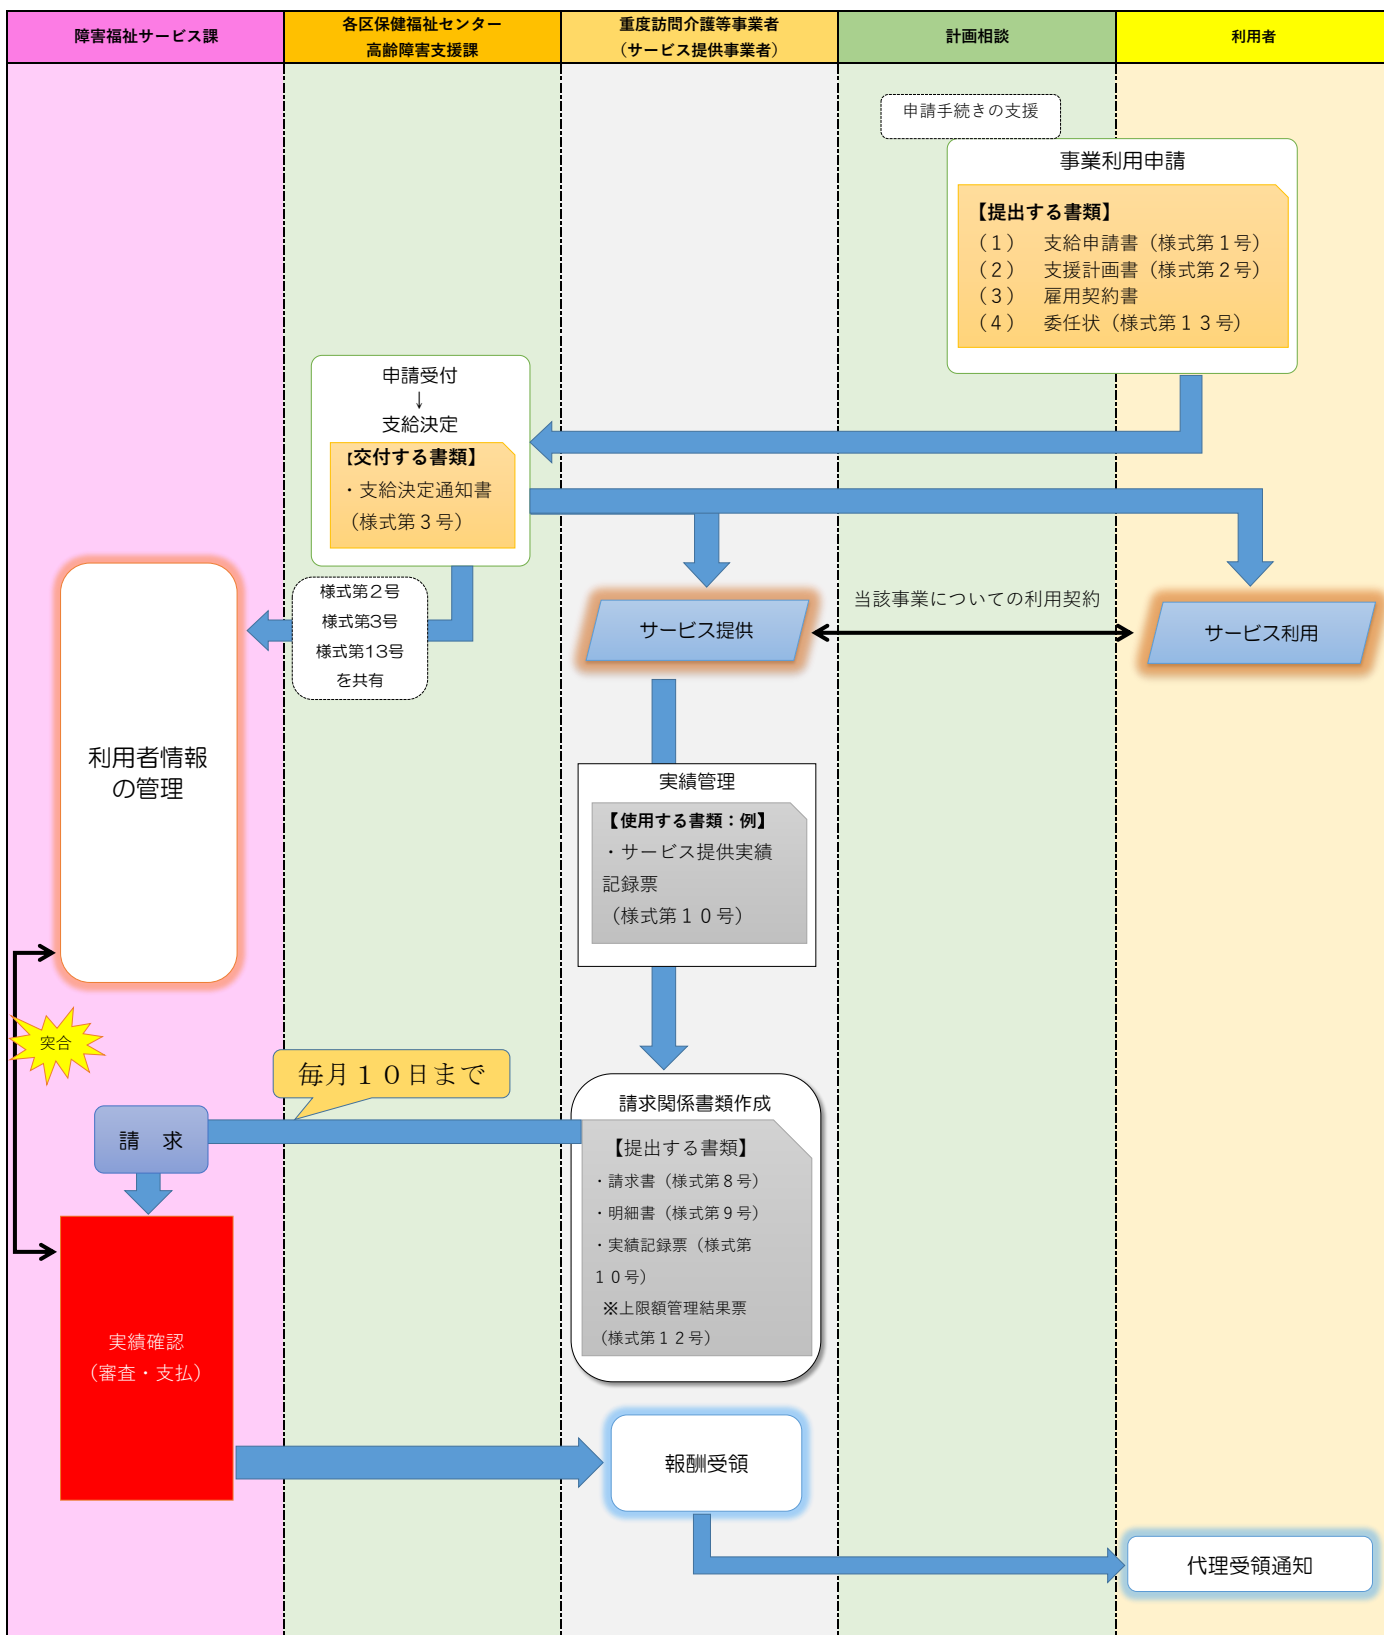 障害福祉サービス課
各区保健福祉センター
高齢障害支援課
重度訪問介護等事業者
（サービス提供事業者）
計画相談
利用者
申請手続きの支援
事業利用申請
【提出する書類】
（１）　支給申請書（様式第１号）
（２）　支援計画書（様式第２号）
（３）　雇用契約書
（４）　委任状（様式第１３号）
申請受付
↓
支給決定
【交付する書類】
・支給決定通知書
（様式第３号）
様式第２号
様式第3号
様式第13号
を共有
サービス提供
当該事業についての利用契約
サービス利用
利用者情報
の管理
実績管理
【使用する書類：例】
・サービス提供実績
記録票
（様式第１０号）
突合
毎月１０日まで
請　求
請求関係書類作成
【提出する書類】
・請求書（様式第８号）
・明細書（様式第９号）
・実績記録票（様式第
１０号）
※上限額管理結果票
（様式第１２号）
実績確認
（審査・支払）
報酬受領
代理受領通知